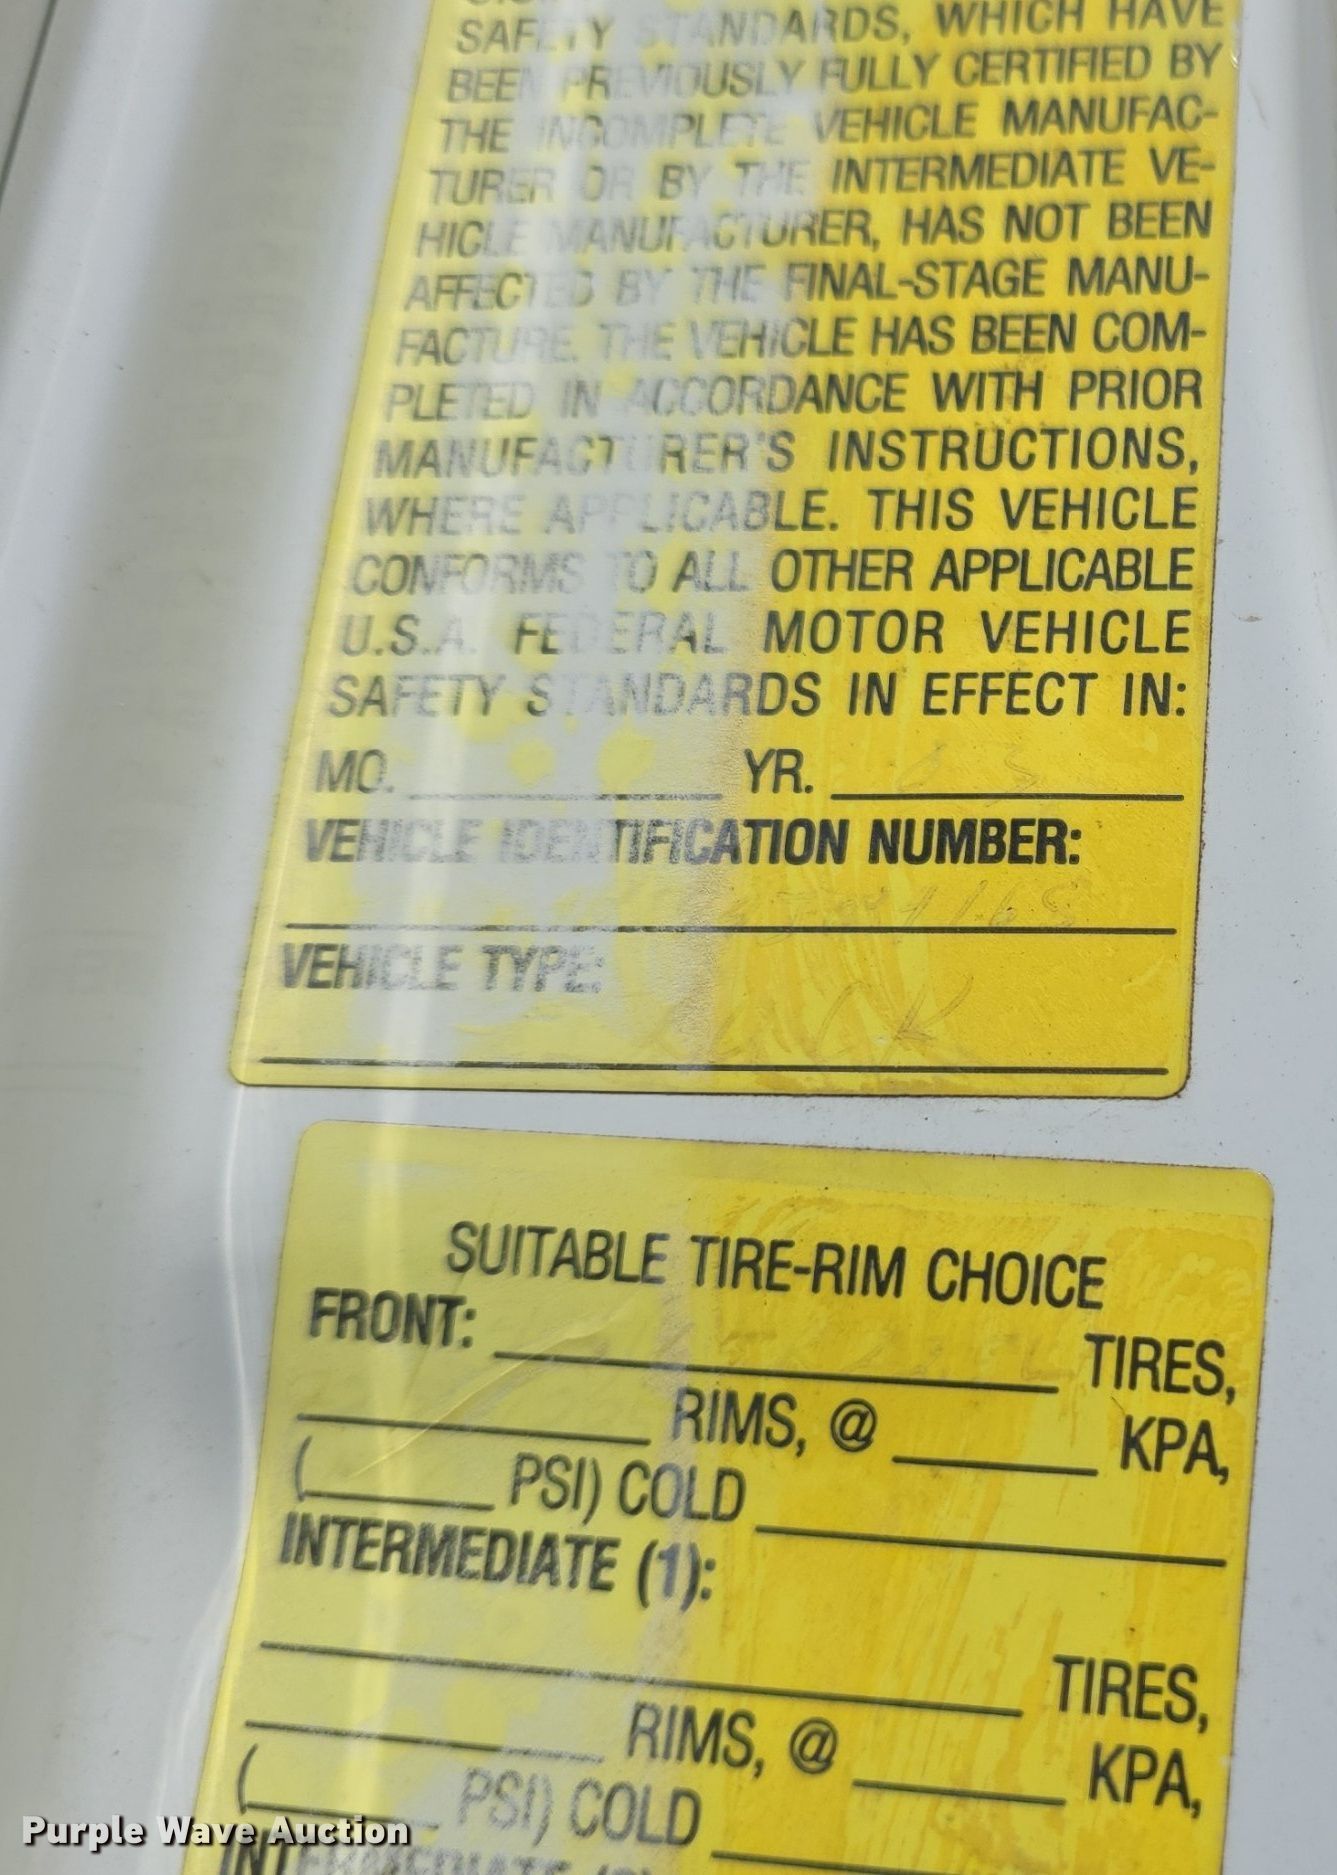 SAFETY STANDARDS, WHICH HAVE
BEEN PREVIOUSLY FULLY CERTIFIED BY
THE INCOMPLETE VEHICLE MANUFAC-
TURER OR BY THE INTERMEDIATE VE-
HICLE MANUFACTURER, HAS NOT BEEN
AFFECTED BY THE FINAL-STAGE MANU-
FACTURE. THE VEHICLE HAS BEEN COM-
PLETED IN ACCORDANCE WITH PRIOR
MANUFACTURER'S INSTRUCTIONS,
WHERE APPLICABLE. THIS VEHICLE
CONFORMS TO ALL OTHER APPLICABLE
U.S.A. FEDERAL MOTOR VEHICLE
SAFETY STANDARDS IN EFFECT IN:
MO. YR.
VEHICLE IDENTIFICATION NUMBER:
VEHICLE TYPE:
SUITABLE TIRE-RIM CHOICE
FRONT: TIRES,
RIMS, @ KPA,
( PSI) COLD
INTERMEDIATE (1):
TIRES,
RIMS, @ KPA,
( PSI) COLD
Purple Wave Auction